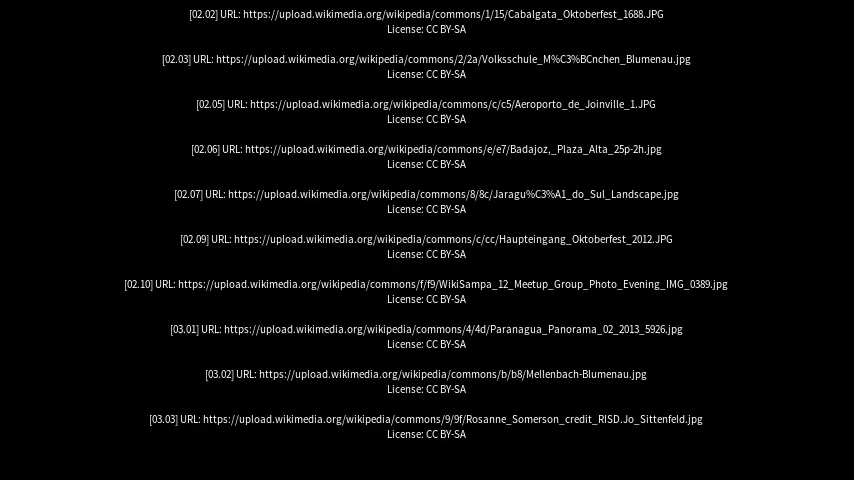 [02.02] URL: https://upload.wikimedia.org/wikipedia/commons/1/15/Cabalgata_Oktoberfest_1688.JPG
License: CC BY-SA
[02.03] URL: https://upload.wikimedia.org/wikipedia/commons/2/2a/Volksschule_M%C3%BCnchen_Blumenau.jpg
License: CC BY-SA
[02.05] URL: https://upload.wikimedia.org/wikipedia/commons/c/c5/Aeroporto_de_Joinville_1.JPG
License: CC BY-SA
[02.06] URL: https://upload.wikimedia.org/wikipedia/commons/e/e7/Badajoz,_Plaza_Alta_25p-2h.jpg
License: CC BY-SA
[02.07] URL: https://upload.wikimedia.org/wikipedia/commons/8/8c/Jaragu%C3%A1_do_Sul_Landscape.jpg
License: CC BY-SA
[02.09] URL: https://upload.wikimedia.org/wikipedia/commons/c/cc/Haupteingang_Oktoberfest_2012.JPG
License: CC BY-SA
[02.10] URL: https://upload.wikimedia.org/wikipedia/commons/f/f9/WikiSampa_12_Meetup_Group_Photo_Evening_IMG_0389.jpg
License: CC BY-SA
[03.01] URL: https://upload.wikimedia.org/wikipedia/commons/4/4d/Paranagua_Panorama_02_2013_5926.jpg
License: CC BY-SA
[03.02] URL: https://upload.wikimedia.org/wikipedia/commons/b/b8/Mellenbach-Blumenau.jpg
License: CC BY-SA
[03.03] URL: https://upload.wikimedia.org/wikipedia/commons/9/9f/Rosanne_Somerson_credit_RISD.Jo_Sittenfeld.jpg
License: CC BY-SA